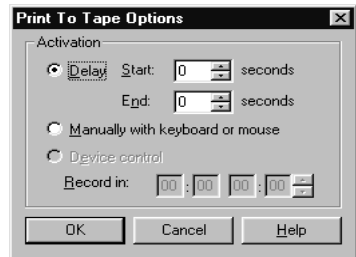 Print To Tape Options
Activation
Delay Start: 0 seconds
End: 0 seconds
Manually with keyboard or mouse
Device control
Record in: 00 : 00 00 : 00
OK Cancel Help